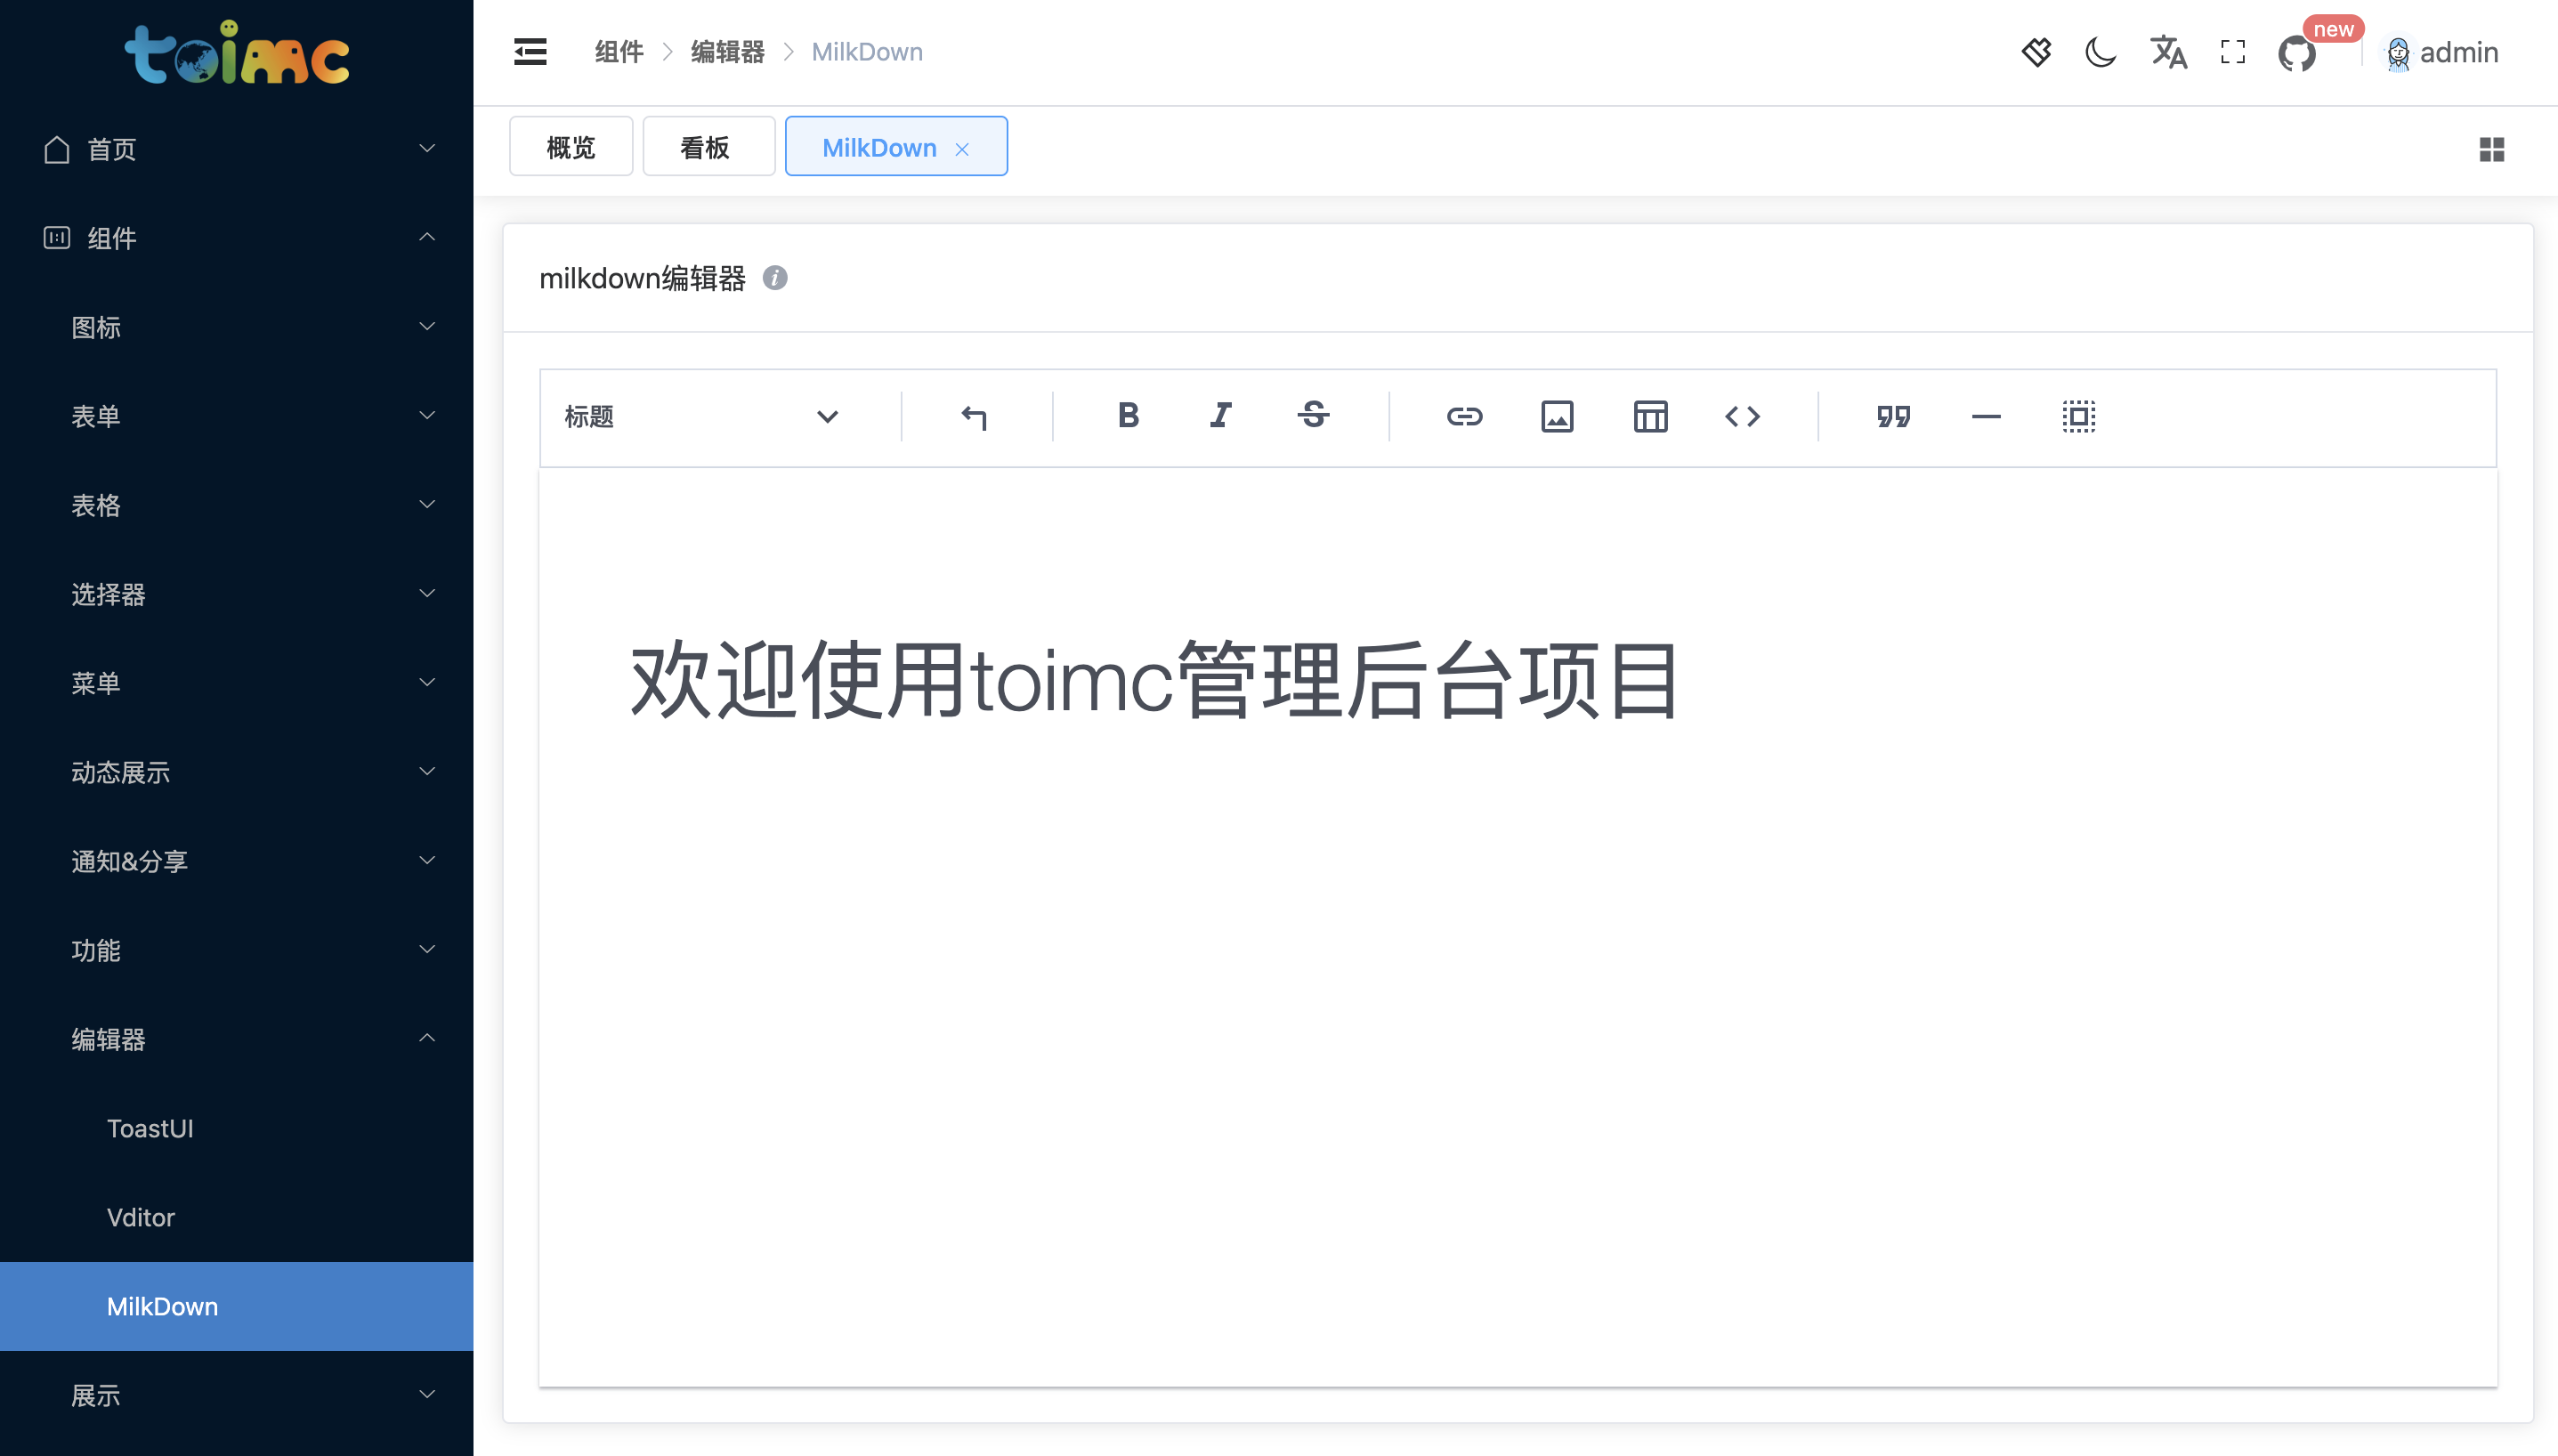 toimc
首页
组件
图标
表单
表格
选择器
菜单
动态展示
通知&分享
功能
编辑器
ToastUI
Vditor
MilkDown
展示
组件 > 编辑器 > MilkDown
new
admin
概览 看板 MilkDown
milkdown编辑器
标题
欢迎使用toimc管理后台项目